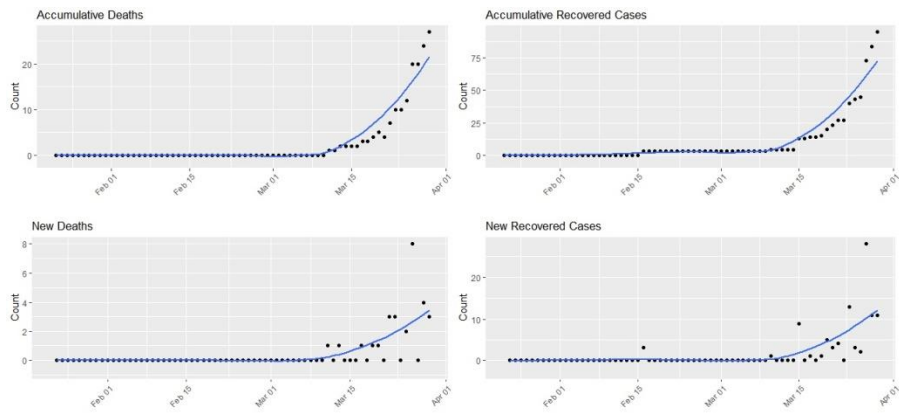 Accumulative Deaths
Count
20
10
0
Feb 01
Feb 15
Mar 01
Mar 15
Apr 01
Accumulative Recovered Cases
Count
75
50
25
0
Feb 01
Feb 15
Mar 01
Mar 15
Apr 01
New Deaths
Count
8
6
4
2
0
Feb 01
Feb 15
Mar 01
Mar 15
Apr 01
New Recovered Cases
Count
20
10
0
Feb 01
Feb 15
Mar 01
Mar 15
Apr 01